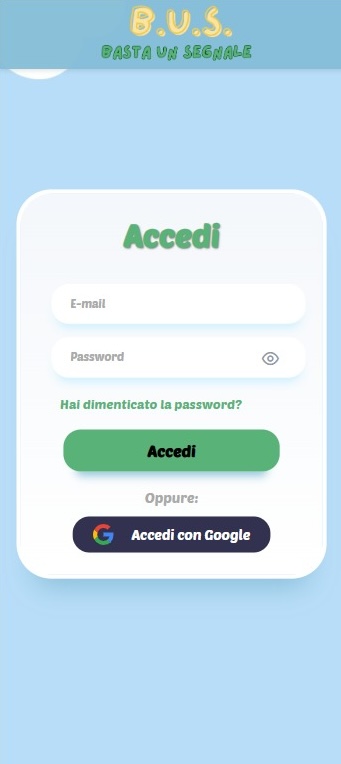 B.U.S.
BASTA UN SEGNALE
Accedi
E-mail
Password
Hai dimenticato la password?
Accedi
Oppure:
Accedi con Google